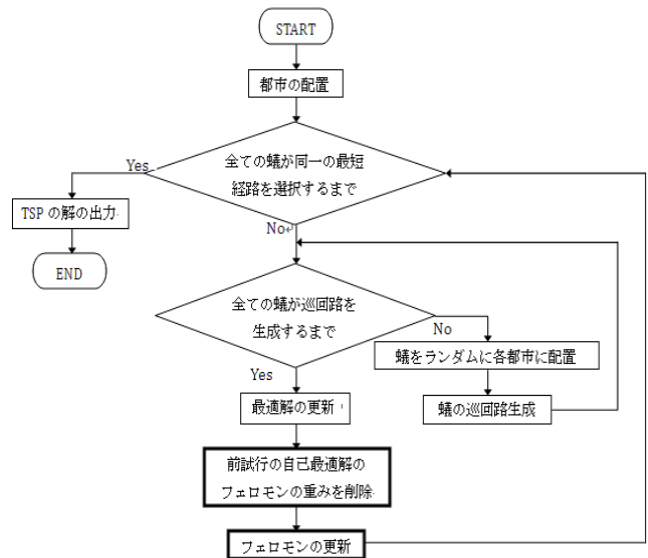 START
都市の配置
全ての蟻が同一の最短
経路を選択するまで
Yes
TSP の解の出力
END
No
全ての蟻が巡回路を
生成するまで
No
蟻をランダムに各都市に配置
蟻の巡回路生成
Yes
最適解の更新
前試行の自己最適解の
フェロモンの重みを削除
フェロモンの更新